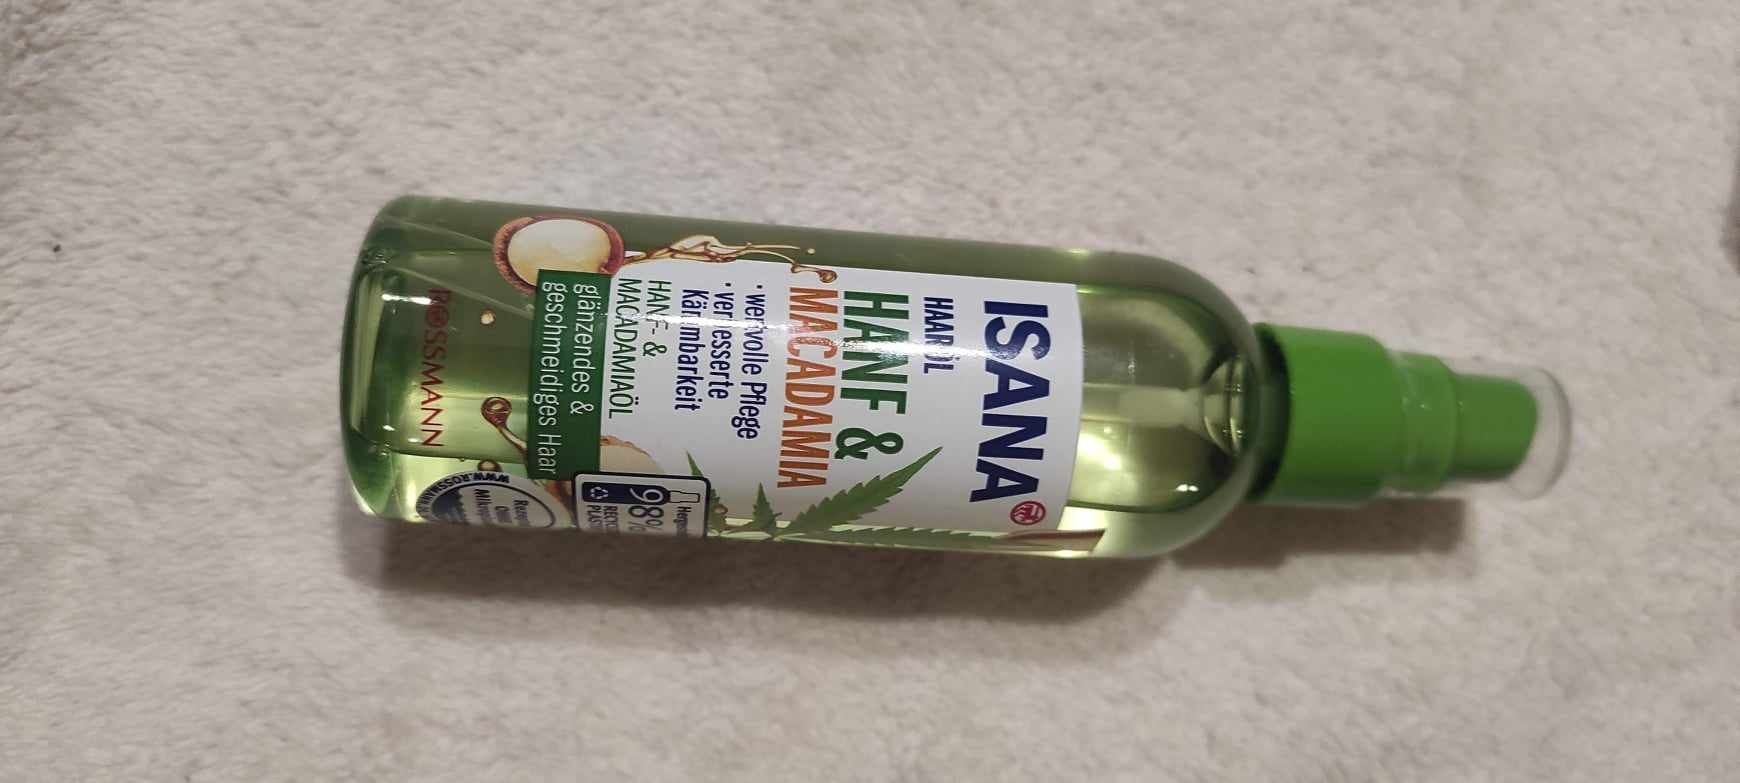 ISANA
HAARÖL
HANF &
MACADAMIA
• wertvolle Pflege
• verbesserte
Kämmbarkeit
HANF- &
MACADAMIAÖL
glänzendes &
geschmeidiges Haar
98%
ROSSMANN